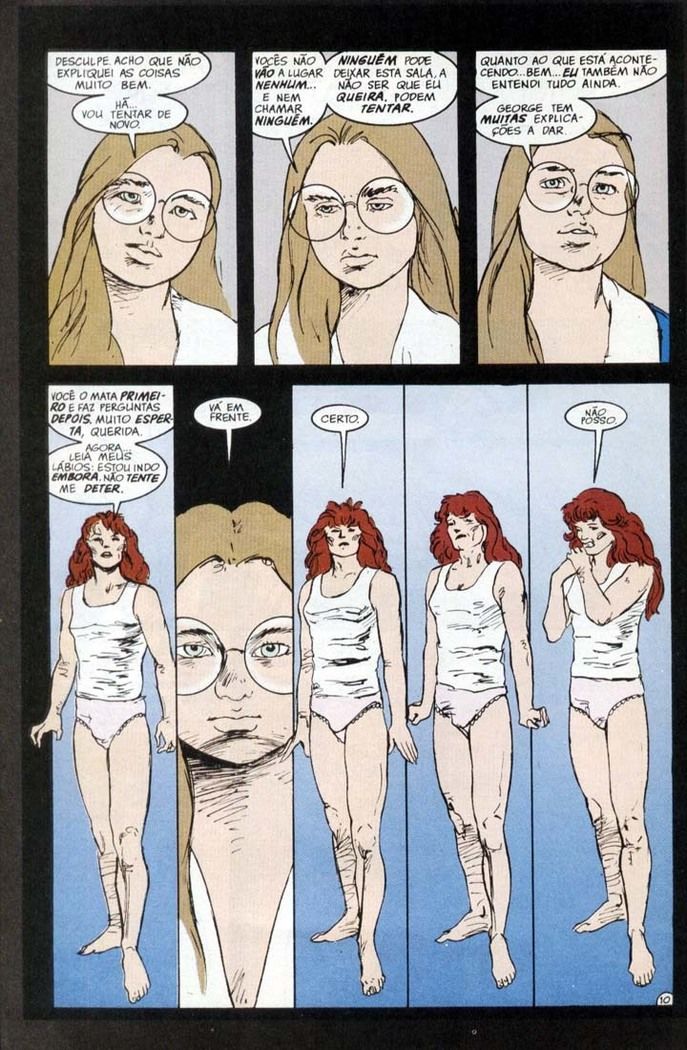 DESCULPE. ACHO QUE NÃO
EXPLIQUEI AS COISAS
MUITO BEM.
HÃ...
VOU TENTAR DE
NOVO.
VOCÊS NÃO
VÃO A LUGAR
NENHUM...
E NEM
CHAMAR
NINGUÉM.
NINGUÉM PODE
DEIXAR ESTA SALA, A
NÃO SER QUE EU
QUEIRA. PODEM
TENTAR.
QUANTO AO QUE ESTÁ ACONTE-
CENDO...BEM...EU TAMBÉM NÃO
ENTENDI TUDO AINDA.
GEORGE TEM
MUITAS EXPLICA-
ÇÕES A DAR.
VOCÊ O MATA PRIMEI-
RO E FAZ PERGUNTAS
DEPOIS. MUITO ESPER-
TA, QUERIDA.
AGORA...
LEIA MEUS
LÁBIOS: ESTOU INDO
EMBORA. NÃO TENTE
ME DETER.
VÁ EM
FRENTE.
CERTO.
NÃO
POSSO.
10